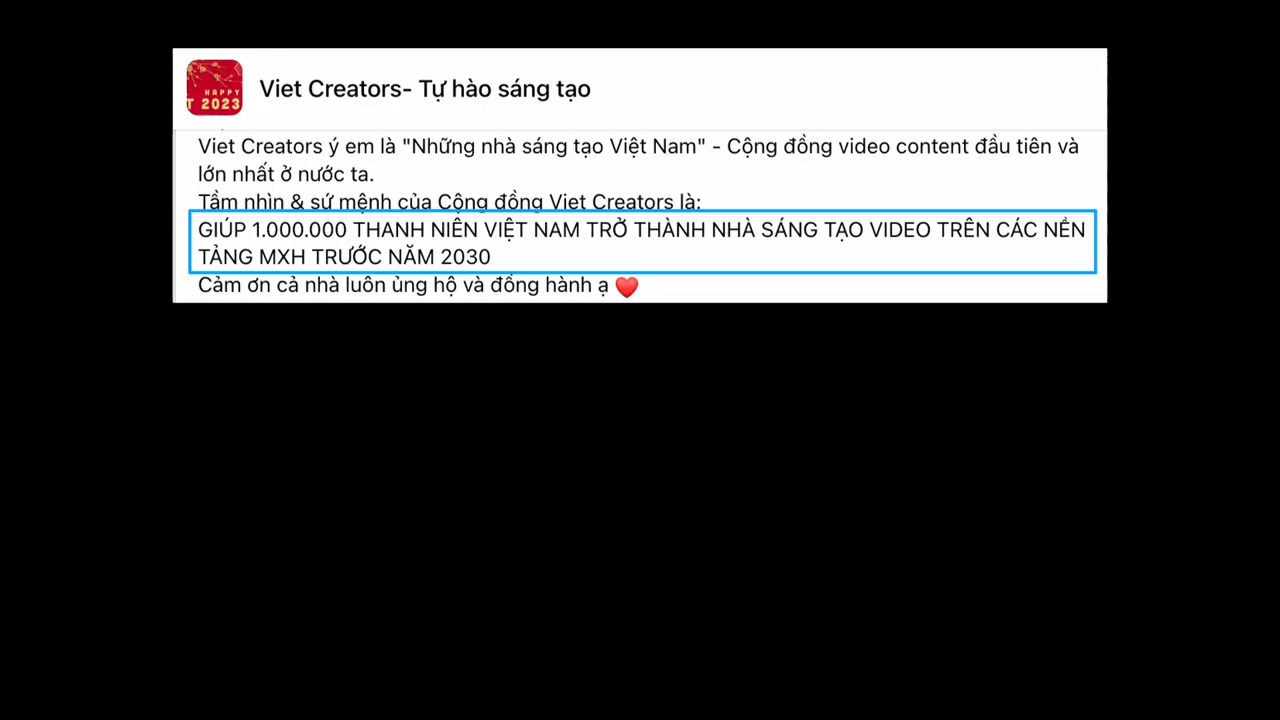 HAPPY
T 2023
Viet Creators- Tự hào sáng tạo
Viet Creators ý em là "Những nhà sáng tạo Việt Nam" - Cộng đồng video content đầu tiên và
lớn nhất ở nước ta.
Tầm nhìn & sứ mệnh của Cộng đồng Viet Creators là:
GIÚP 1.000.000 THANH NIÊN VIỆT NAM TRỞ THÀNH NHÀ SÁNG TẠO VIDEO TRÊN CÁC NỀN
TẢNG MXH TRƯỚC NĂM 2030
Cảm ơn cả nhà luôn ủng hộ và đồng hành ạ ❤️